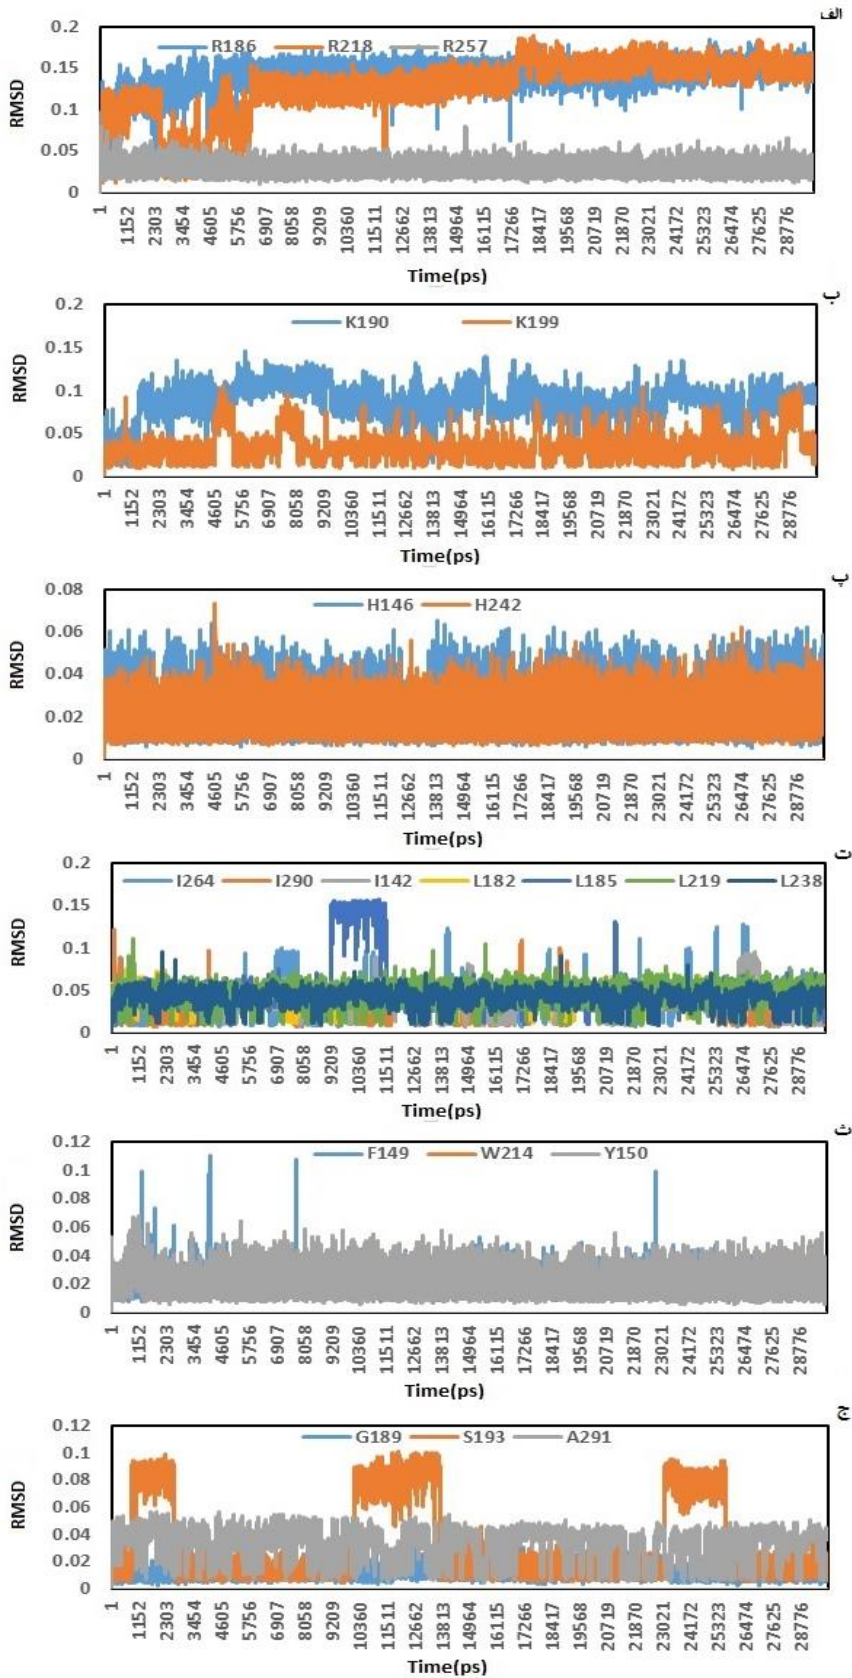 الف
R186 R218 R257
0.2
0.15
0.1
0.05
0
RMSD
1 1152 2303 3454 4605 5756 6907 8058 9209 10360 11511 12662 13813 14964 16115 17266 18417 19568 20719 21870 23021 24172 25323 26474 27625 28776
Time(ps)
ب
K190 K199
0.2
0.15
0.1
0.05
0
RMSD
1 1152 2303 3454 4605 5756 6907 8058 9209 10360 11511 12662 13813 14964 16115 17266 18417 19568 20719 21870 23021 24172 25323 26474 27625 28776
Time(ps)
پ
H146 H242
0.08
0.06
0.04
0.02
0
RMSD
1 1152 2303 3454 4605 5756 6907 8058 9209 10360 11511 12662 13813 14964 16115 17266 18417 19568 20719 21870 23021 24172 25323 26474 27625 28776
Time(ps)
ت
I264 I290 I142 L182 L185 L219 L238
0.2
0.15
0.1
0.05
0
RMSD
1 1152 2303 3454 4605 5756 6907 8058 9209 10360 11511 12662 13813 14964 16115 17266 18417 19568 20719 21870 23021 24172 25323 26474 27625 28776
Time(ps)
ث
F149 W214 Y150
0.12
0.1
0.08
0.06
0.04
0.02
0
RMSD
1 1152 2303 3454 4605 5756 6907 8058 9209 10360 11511 12662 13813 14964 16115 17266 18417 19568 20719 21870 23021 24172 25323 26474 27625 28776
Time(ps)
ج
G189 S193 A291
0.12
0.1
0.08
0.06
0.04
0.02
0
RMSD
1 1152 2303 3454 4605 5756 6907 8058 9209 10360 11511 12662 13813 14964 16115 17266 18417 19568 20719 21870 23021 24172 25323 26474 27625 28776
Time(ps)